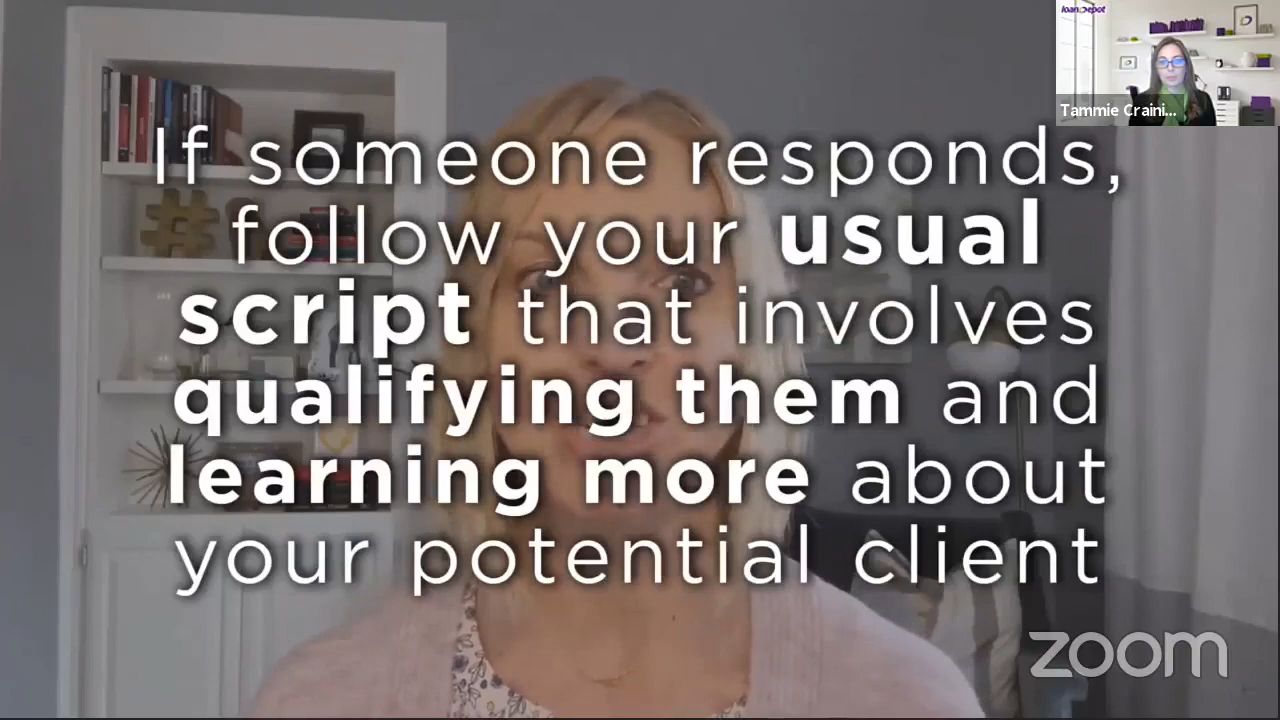 loanDepot
Tammie Craini...
If someone responds,
follow your usual
script that involves
qualifying them and
learning more about
your potential client
zoom